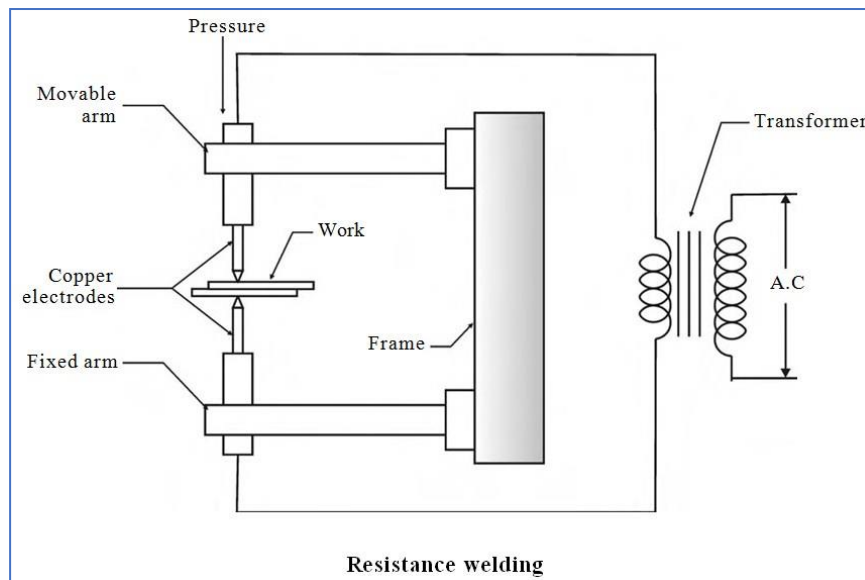 Pressure
Movable
arm
Transformer
Work
Copper
electrodes
A.C
Frame
Fixed arm
Resistance welding